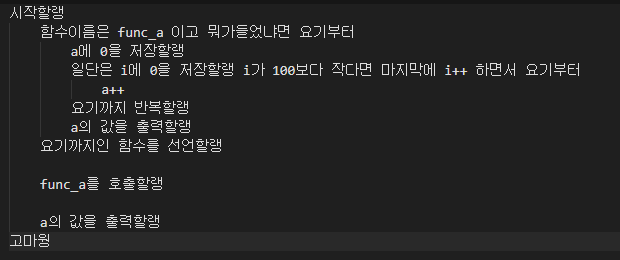 시작할랭
함수이름은 func_a 이고 뭐가들었냐면 요기부터
a에 0을 저장할랭
일단은 i에 0을 저장할랭 i가 100보다 작다면 마지막에 i++ 하면서 요기부터
a++
요기까지 반복할랭
a의 값을 출력할랭
요기까지인 함수를 선언할랭
func_a를 호출할랭
a의 값을 출력할랭
고마웡